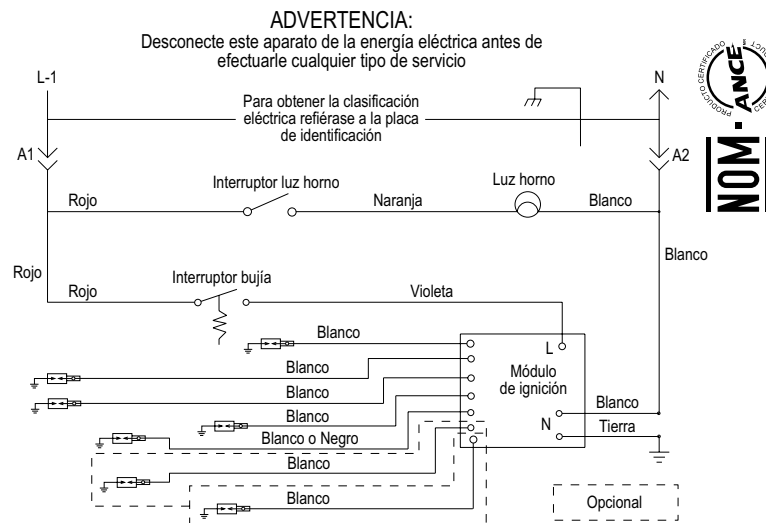 ADVERTENCIA:
Desconecte este aparato de la energía eléctrica antes de
efectuarle cualquier tipo de servicio
L-1
N
Para obtener la clasificación
eléctrica refiérase a la placa
de identificación
PRODUCTO CERTIFICADO
ANCE
NOM
A1
A2
Interruptor luz horno
Luz horno
Rojo
Naranja
Blanco
Blanco
Rojo
Interruptor bujía
Rojo
Violeta
Blanco
L
Blanco
Módulo
de ignición
Blanco
Blanco
Blanco
N
Tierra
Blanco o Negro
Blanco
Blanco
Opcional